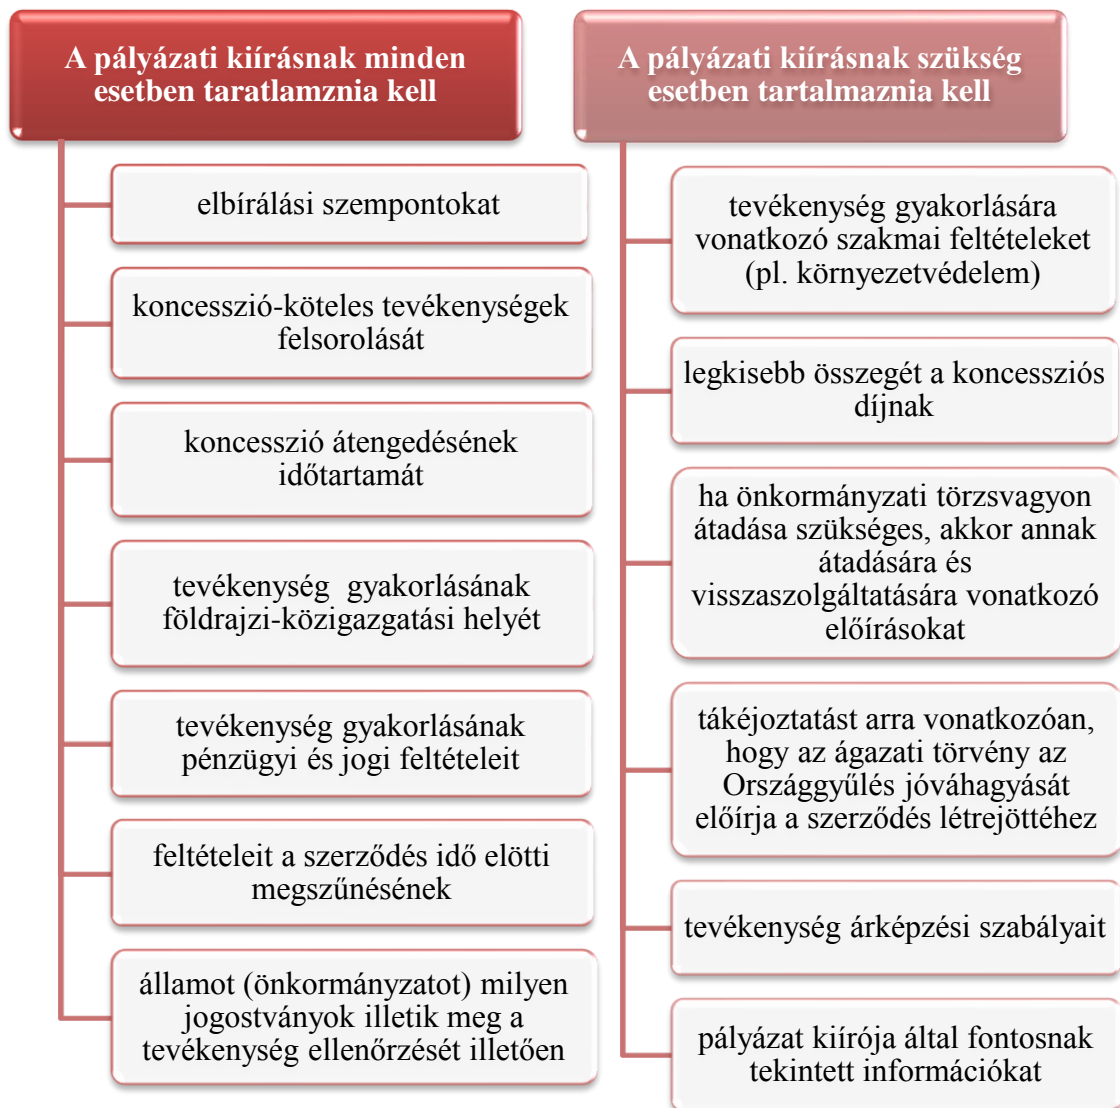 A pályázati kiírásnak minden
esetben taratlamznia kell
elbírálási szempontokat
koncesszió-köteles tevékenységek
felsorolását
koncesszió átengedésének
időtartamát
tevékenység gyakorlásának
földrajzi-közigazgatási helyét
tevékenység gyakorlásának
pénzügyi és jogi feltételeit
feltételeit a szerződés idő elötti
megszűnésének
államot (önkormányzatot) milyen
jogostványok illetik meg a
tevékenység ellenőrzését illetően
A pályázati kiírásnak szükség
esetben tartalmaznia kell
tevékenység gyakorlására
vonatkozó szakmai feltételeket
(pl. környezetvédelem)
legkisebb összegét a koncessziós
díjnak
ha önkormányzati törzsvagyon
átadása szükséges, akkor annak
átadására és
visszaszolgáltatására vonatkozó
előírásokat
tákéjoztatást arra vonatkozóan,
hogy az ágazati törvény az
Országgyűlés jóváhagyását
előírja a szerződés létrejöttéhez
tevékenység árképzési szabályait
pályázat kiírója által fontosnak
tekintett információkat